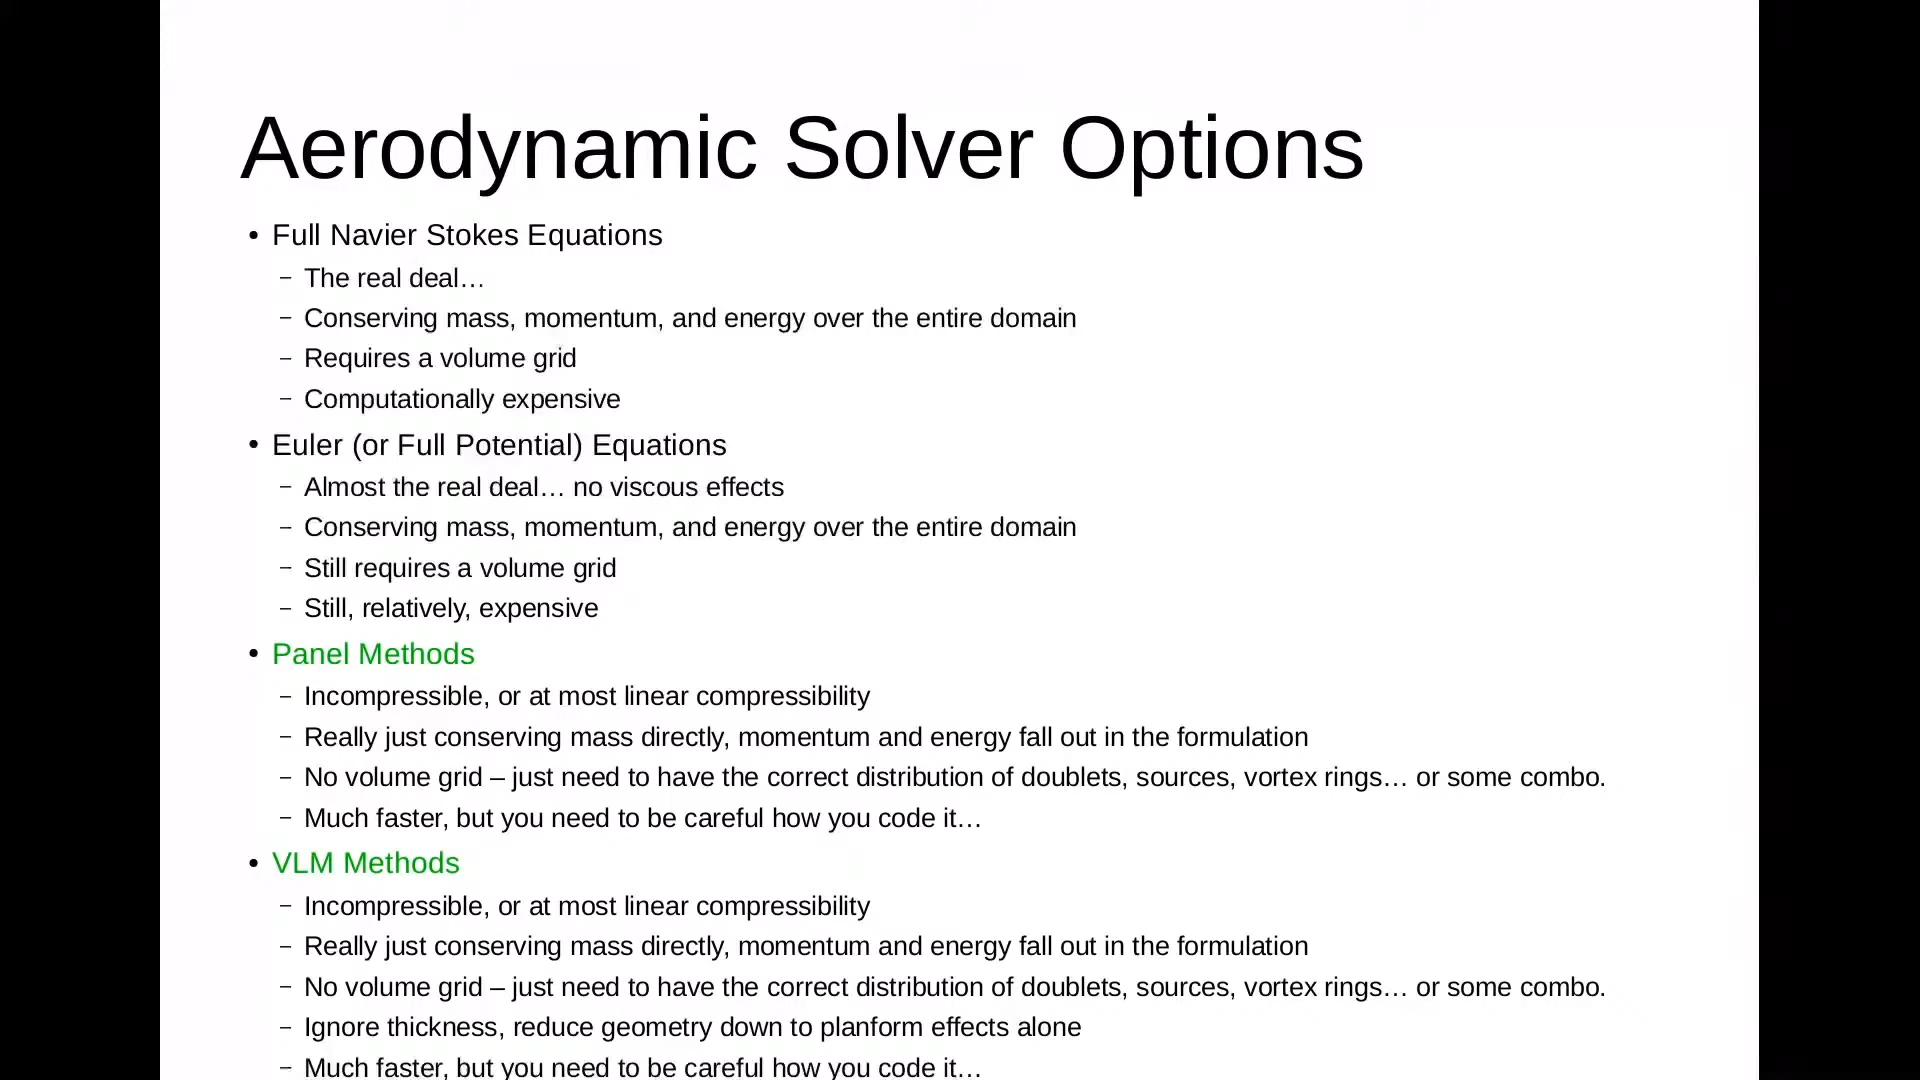 Aerodynamic Solver Options
• Full Navier Stokes Equations
– The real deal…
– Conserving mass, momentum, and energy over the entire domain
– Requires a volume grid
– Computationally expensive
• Euler (or Full Potential) Equations
– Almost the real deal… no viscous effects
– Conserving mass, momentum, and energy over the entire domain
– Still requires a volume grid
– Still, relatively, expensive
• Panel Methods
– Incompressible, or at most linear compressibility
– Really just conserving mass directly, momentum and energy fall out in the formulation
– No volume grid – just need to have the correct distribution of doublets, sources, vortex rings… or some combo.
– Much faster, but you need to be careful how you code it…
• VLM Methods
– Incompressible, or at most linear compressibility
– Really just conserving mass directly, momentum and energy fall out in the formulation
– No volume grid – just need to have the correct distribution of doublets, sources, vortex rings… or some combo.
– Ignore thickness, reduce geometry down to planform effects alone
– Much faster, but you need to be careful how you code it…